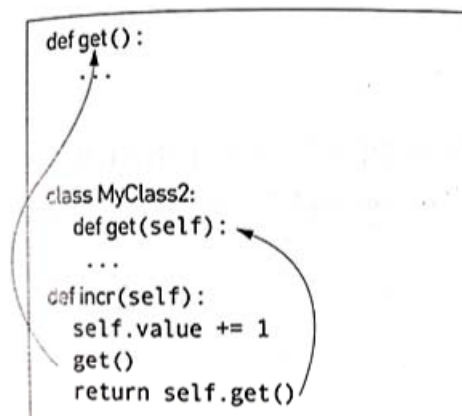 def get():
...
class MyClass2:
def get(self):
...
def incr(self):
self.value += 1
get()
return self.get()